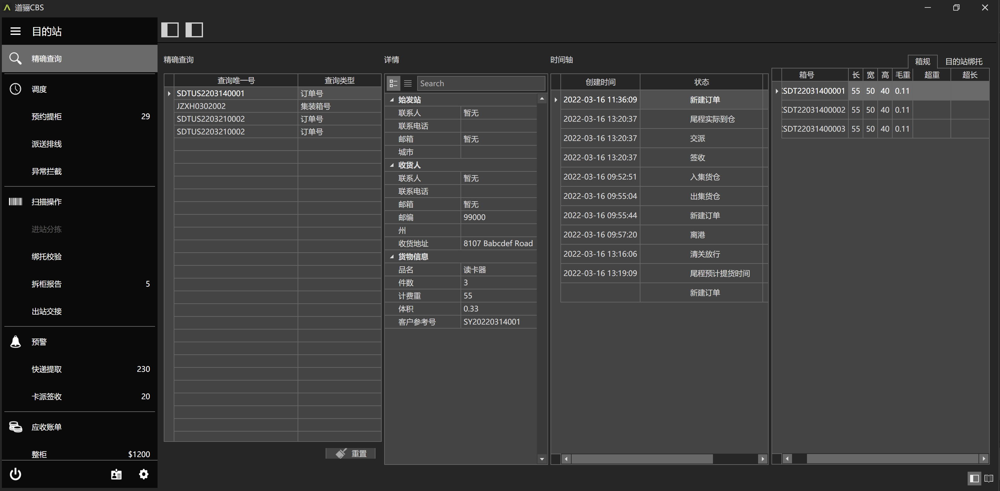 道骊CBS
目的站
精确查询
调度
预约提柜 29
派送排线
异常拦截
扫描操作
进站分拣
绑托校验
拆柜报告 5
出站交接
预警
快递提取 230
卡派签收 20
应收账单
整柜 $1200
精确查询
查询唯一号 查询类型
SDTUS2203140001 订单号
JZXH0302002 集装箱号
SDTUS2203210002 订单号
SDTUS2203210002 订单号
重置
详情
Search
始发站
联系人 暂无
联系电话
邮箱 暂无
城市
收货人
联系人 暂无
联系电话
邮箱 暂无
邮编 99000
州
收货地址 8107 Babcdef Road
货物信息
品名 读卡器
件数 3
计费重 55
体积 0.33
客户参考号 SY20220314001
时间轴
创建时间 状态
2022-03-16 11:36:09 新建订单
2022-03-16 13:20:37 尾程实际到仓
2022-03-16 13:20:37 交派
2022-03-16 13:20:37 签收
2022-03-16 09:52:51 入集货仓
2022-03-16 09:55:04 出集货仓
2022-03-16 09:55:44 新建订单
2022-03-16 09:57:20 离港
2022-03-16 13:16:06 清关放行
2022-03-16 13:19:09 尾程预计提货时间
新建订单
箱规 目的站绑托
箱号 长 宽 高 毛重 超重 超长
SDT22031400001 55 50 40 0.11
SDT22031400002 55 50 40 0.11
SDT22031400003 55 50 40 0.11